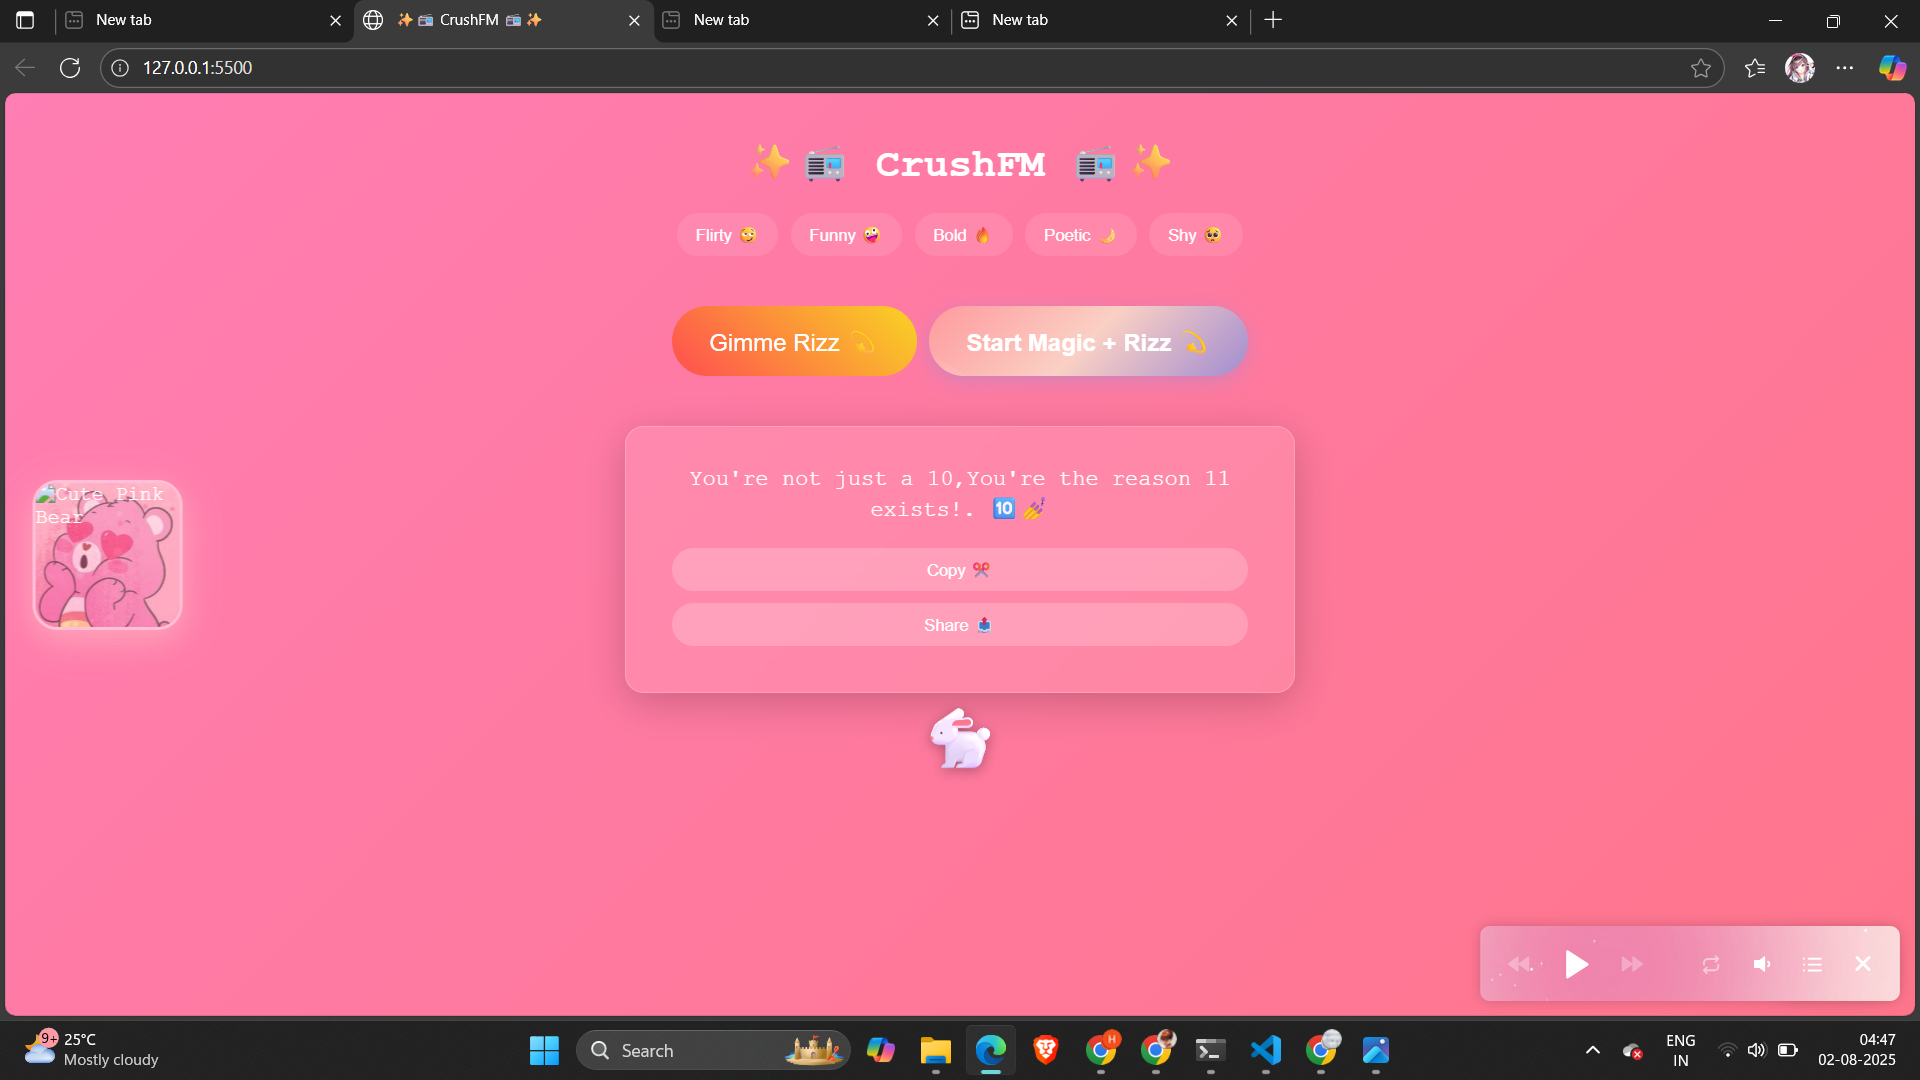 New tab
✨📻 CrushFM 📻✨
New tab
New tab
127.0.0.1:5500
✨📻 CrushFM 📻✨
Flirty 😏
Funny 🤪
Bold 🔥
Poetic 🌙
Shy 🥺
Gimme Rizz 💫
Start Magic + Rizz 💫
You're not just a 10,You're the reason 11
exists!. 🔟💅
Copy ✂️
Share 📤
Cute Pink
Bear
9+
25°C
Mostly cloudy
Search
H
ENG
IN
04:47
02-08-2025